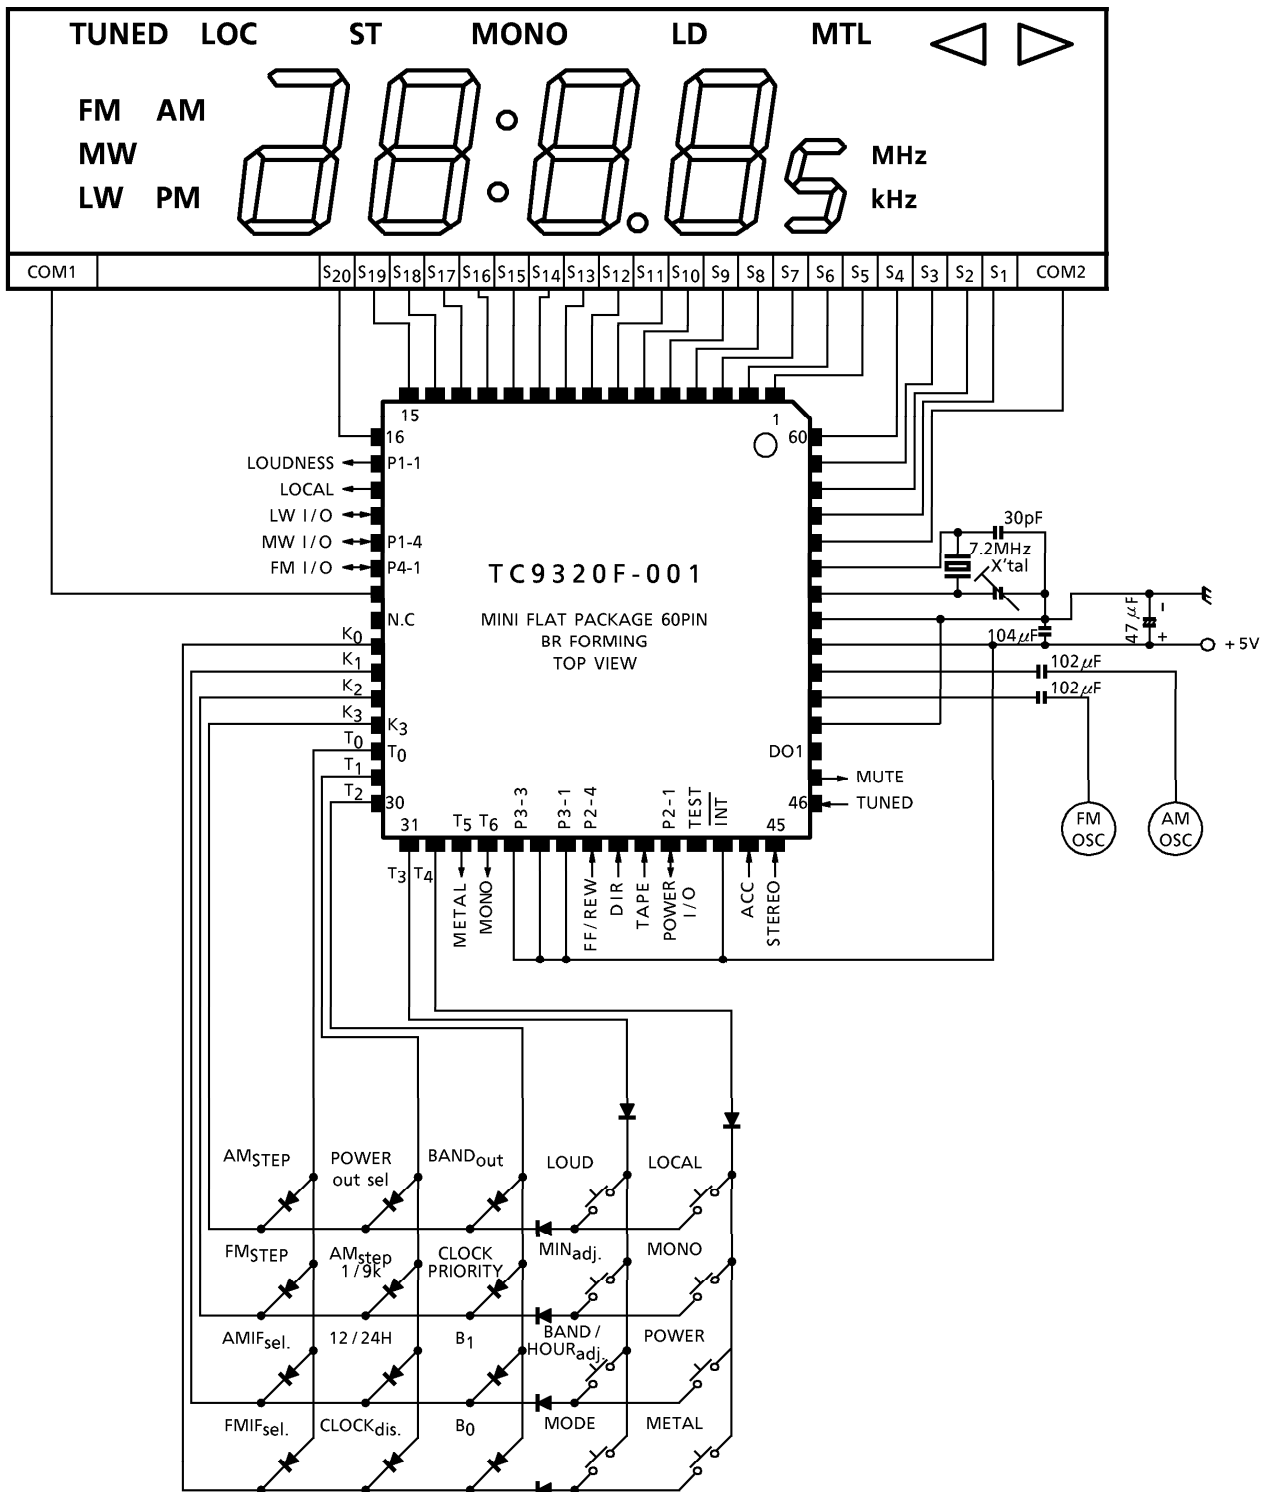 TUNED LOC ST MONO LD MTL
FM AM
MW
LW PM
MHz
kHz
COM1 S20 S19 S18 S17 S16 S15 S14 S13 S12 S11 S10 S9 S8 S7 S6 S5 S4 S3 S2 S1 COM2
15
1
16
60
LOUDNESS P1-1
LOCAL
LW I/O
MW I/O P1-4
FM I/O P4-1
30pF
7.2MHz
X'tal
TC9320F-001
N.C
MINI FLAT PACKAGE 60PIN
BR FORMING
TOP VIEW
104μF
47μF
-
+
+5V
102μF
102μF
K0
K1
K2
K3 K3
T0 T0
T1
T2
30
DO1
MUTE
46 TUNED
31 T5 T6 P3-3 P3-1 P2-4 P2-1 TEST INT 45
T3 T4
METAL MONO FF/REW DIR TAPE POWER I/O ACC STEREO
FM
OSC
AM
OSC
AMSTEP POWER out sel BANDout LOUD LOCAL
FMSTEP AMstep 1/9k CLOCK PRIORITY MINadj. MONO
AMIFsel. 12/24H B1 BAND/ HOURadj. POWER
FMIFsel. CLOCKdis. B0 MODE METAL